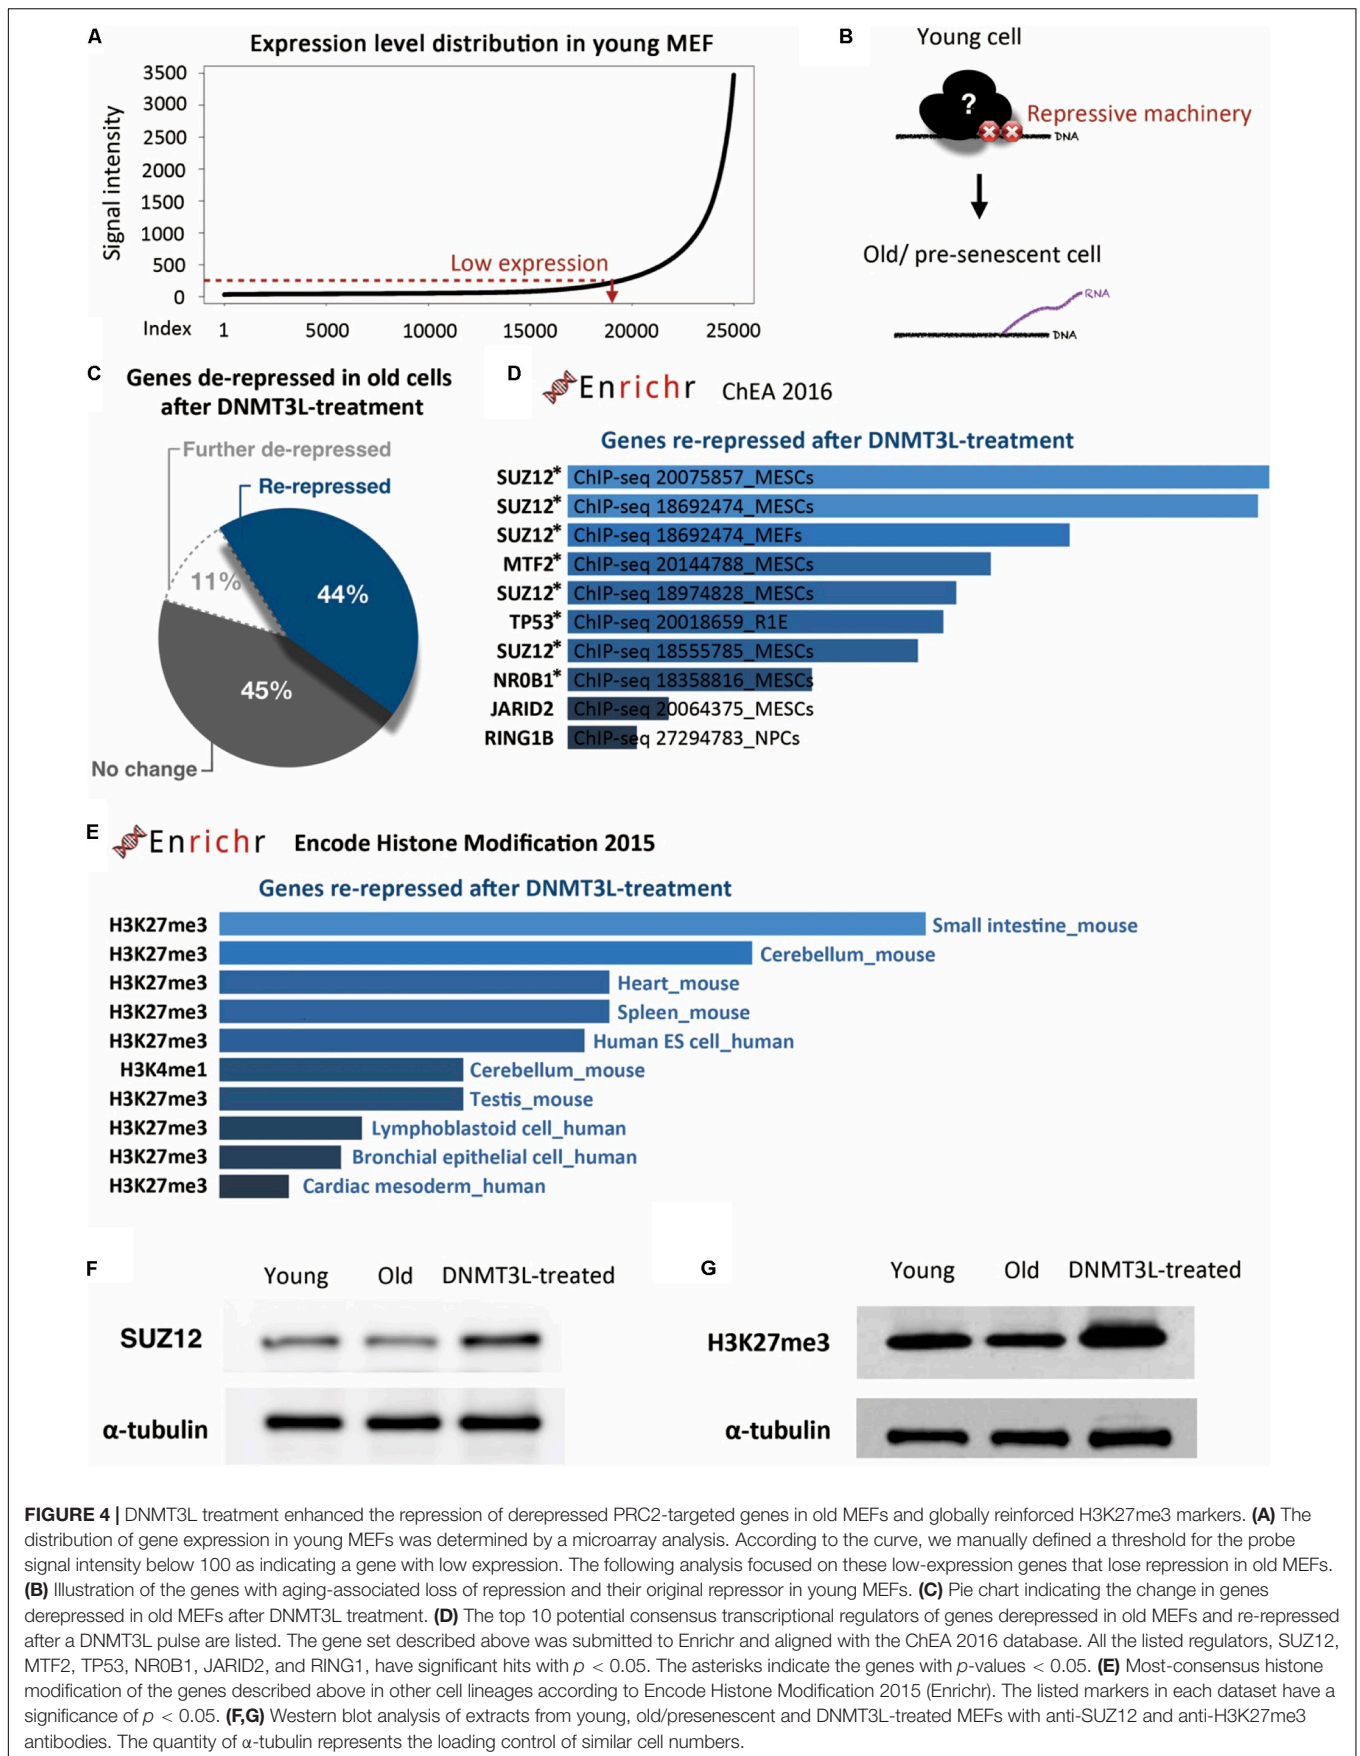 A
Expression level distribution in young MEF
3500
3000
2500
2000
1500
1000
500
0
Signal intensity
Low expression
Index
1
5000
10000
15000
20000
25000
B
Young cell
?
Repressive machinery
DNA
Old/ pre-senescent cell
RNA
DNA
C
Genes de-repressed in old cells
after DNMT3L-treatment
Further de-repressed
Re-repressed
11%
44%
45%
No change
D
Enrichr ChEA 2016
Genes re-repressed after DNMT3L-treatment
SUZ12* ChIP-seq 20075857_MESCs
SUZ12* ChIP-seq 18692474_MESCs
SUZ12* ChIP-seq 18692474_MEFs
MTF2* ChIP-seq 20144788_MESCs
SUZ12* ChIP-seq 18974828_MESCs
TP53* ChIP-seq 20018659_R1E
SUZ12* ChIP-seq 18555785_MESCs
NR0B1* ChIP-seq 18358816_MESCs
JARID2 ChIP-seq 20064375_MESCs
RING1B ChIP-seq 27294783_NPCs
E
Enrichr Encode Histone Modification 2015
Genes re-repressed after DNMT3L-treatment
H3K27me3 Small intestine_mouse
H3K27me3 Cerebellum_mouse
H3K27me3 Heart_mouse
H3K27me3 Spleen_mouse
H3K27me3 Human ES cell_human
H3K4me1 Cerebellum_mouse
H3K27me3 Testis_mouse
H3K27me3 Lymphoblastoid cell_human
H3K27me3 Bronchial epithelial cell_human
H3K27me3 Cardiac mesoderm_human
F
Young Old DNMT3L-treated
SUZ12
α-tubulin
G
Young Old DNMT3L-treated
H3K27me3
α-tubulin
FIGURE 4 | DNMT3L treatment enhanced the repression of derepressed PRC2-targeted genes in old MEFs and globally reinforced H3K27me3 markers. (A) The
distribution of gene expression in young MEFs was determined by a microarray analysis. According to the curve, we manually defined a threshold for the probe
signal intensity below 100 as indicating a gene with low expression. The following analysis focused on these low-expression genes that lose repression in old MEFs.
(B) Illustration of the genes with aging-associated loss of repression and their original repressor in young MEFs. (C) Pie chart indicating the change in genes
derepressed in old MEFs after DNMT3L treatment. (D) The top 10 potential consensus transcriptional regulators of genes derepressed in old MEFs and re-repressed
after a DNMT3L pulse are listed. The gene set described above was submitted to Enrichr and aligned with the ChEA 2016 database. All the listed regulators, SUZ12,
MTF2, TP53, NR0B1, JARID2, and RING1, have significant hits with p < 0.05. The asterisks indicate the genes with p-values < 0.05. (E) Most-consensus histone
modification of the genes described above in other cell lineages according to Encode Histone Modification 2015 (Enrichr). The listed markers in each dataset have a
significance of p < 0.05. (F,G) Western blot analysis of extracts from young, old/presenescent and DNMT3L-treated MEFs with anti-SUZ12 and anti-H3K27me3
antibodies. The quantity of α-tubulin represents the loading control of similar cell numbers.